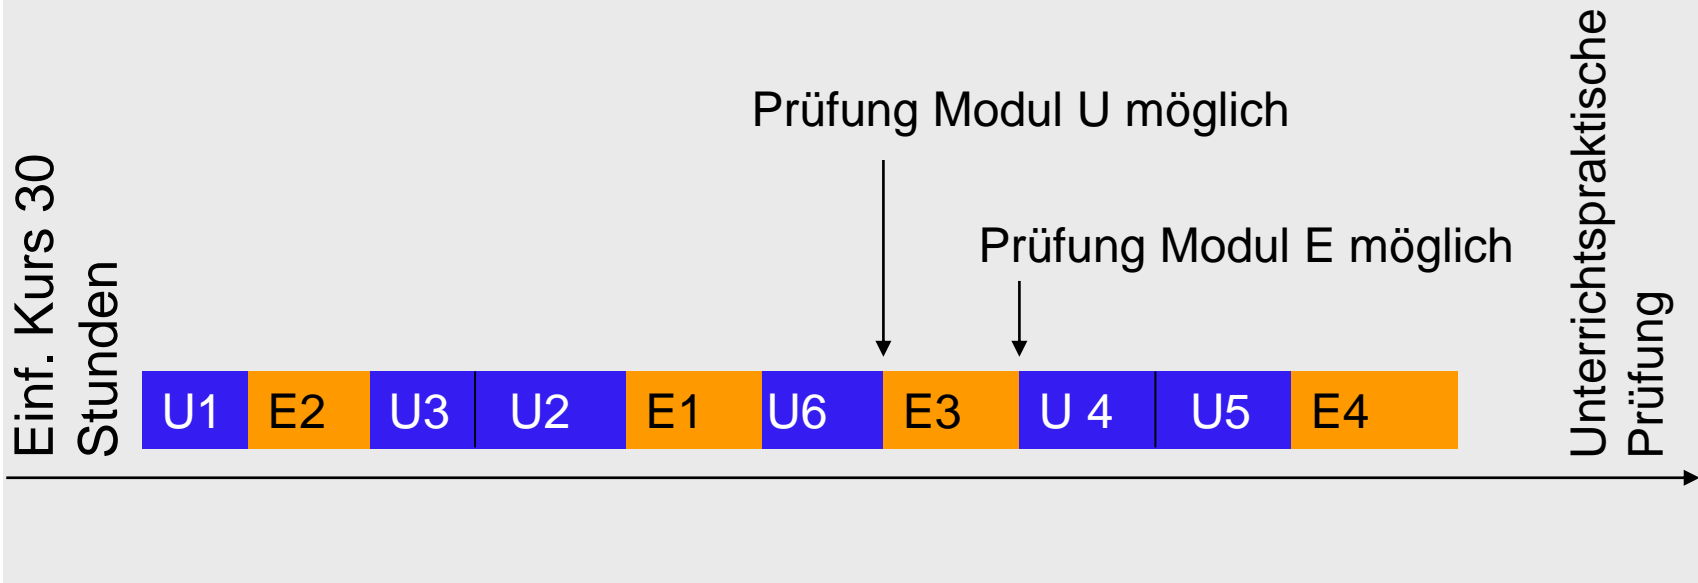 Einf. Kurs 30
Stunden
Prüfung Modul U möglich
Prüfung Modul E möglich
U1 E2 U3 U2 E1 U6 E3 U 4 U5 E4
Unterrichtspraktische
Prüfung